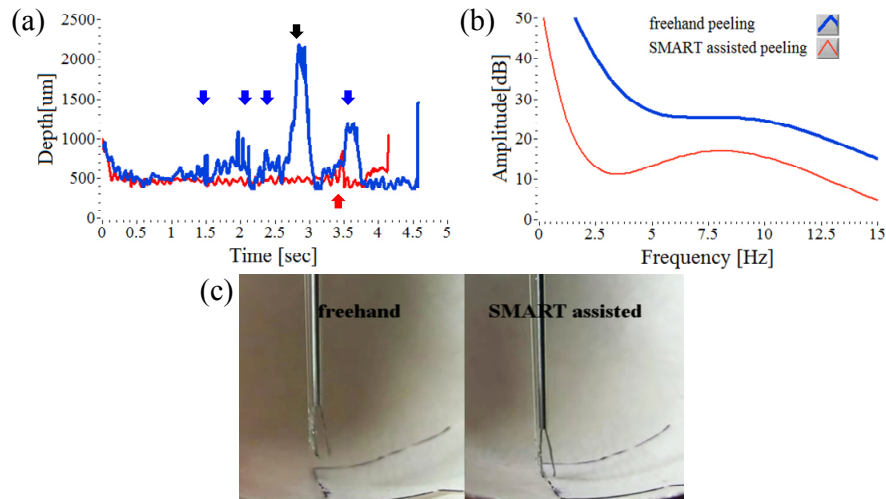 (a)
Depth[um]
2500
2000
1500
1000
500
0
0 0.5 1 1.5 2 2.5 3 3.5 4 4.5 5
Time [sec]
(b)
freehand peeling
SMART assisted peeling
Amplitude[dB]
50
40
30
20
10
0
0 2.5 5 7.5 10 12.5 15
Frequency [Hz]
(c)
freehand
SMART assisted